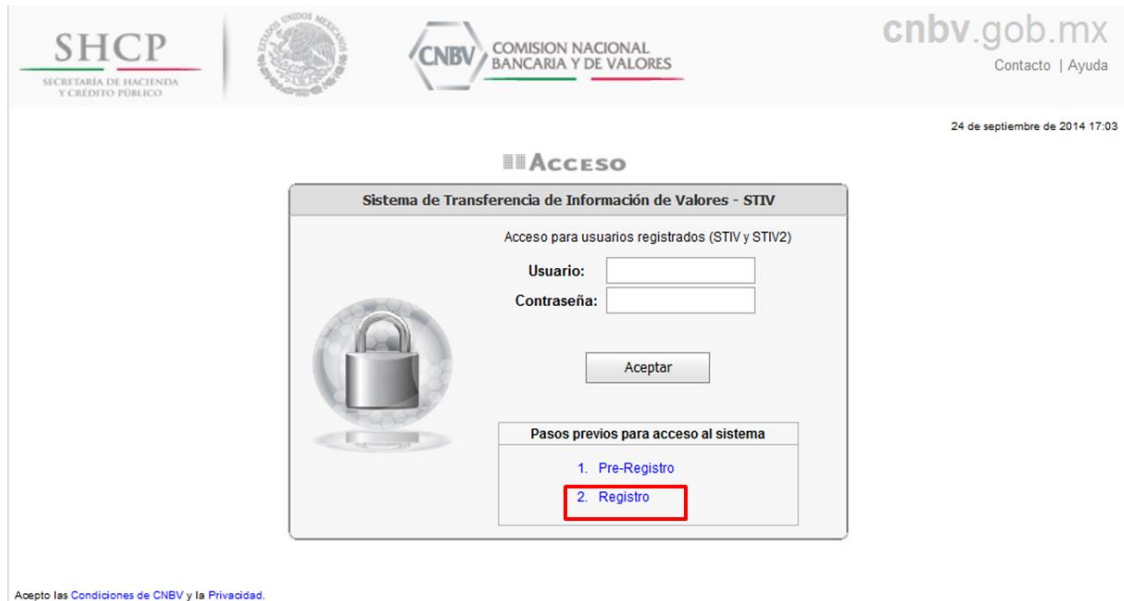 SHCP
SECRETARÍA DE HACIENDA
Y CRÉDITO PÚBLICO
UNIDOS MEXICANOS
CNBV
COMISION NACIONAL
BANCARIA Y DE VALORES
cnbv.gob.mx
Contacto | Ayuda
24 de septiembre de 2014 17:03
Acceso
Sistema de Transferencia de Información de Valores - STIV
Acceso para usuarios registrados (STIV y STIV2)
Usuario:
Contraseña:
Aceptar
Pasos previos para acceso al sistema
1. Pre-Registro
2. Registro
Acepto las Condiciones de CNBV y la Privacidad.